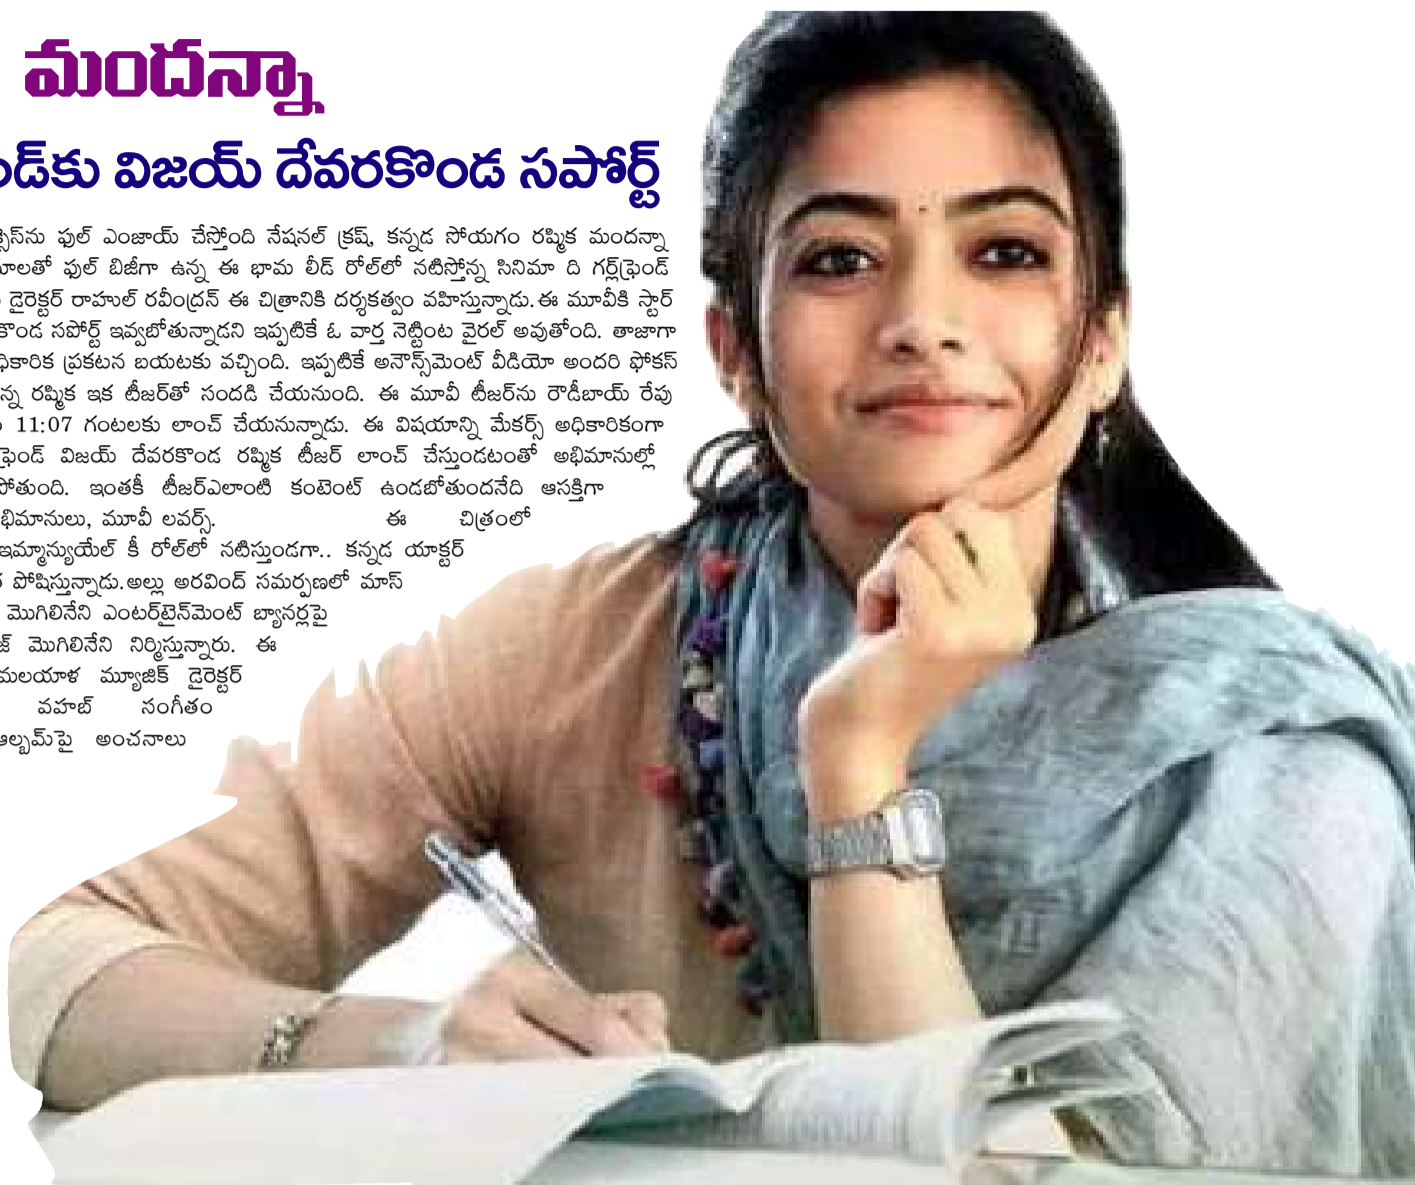 మందన్నా
విజయ్ దేవరకొండ సపోర్ట్
ఫుల్ ఎంజాయ్ చేస్తోంది నేషనల్ క్రష్, కన్నడ సోయగం రష్మిక మందన్నా
ఫుల్ బిజీగా ఉన్న ఈ భామ లీడ్ రోల్‌లో నటిస్తోన్న సినిమా ది గర్ల్‌ఫ్రెండ్
డైరెక్టర్ రాహుల్ రవీంద్రన్ ఈ చిత్రానికి దర్శకత్వం వహిస్తున్నాడు.ఈ మూవీకి స్టార్
సపోర్ట్ ఇవ్వబోతున్నాడని ఇప్పటికే ఓ వార్త నెట్టింట వైరల్ అవుతోంది. తాజాగా
ప్రకటన బయటకు వచ్చింది. ఇప్పటికే అనౌన్స్‌మెంట్ వీడియో అందరి ఫోకస్
రష్మిక ఇక టీజర్‌తో సందడి చేయనుంది. ఈ మూవీ టీజర్‌ను రౌడీబాయ్ రేపు
11:07 గంటలకు లాంచ్ చేయనున్నాడు. ఈ విషయాన్ని మేకర్స్ అధికారికంగా
విజయ్ దేవరకొండ రష్మిక టీజర్ లాంచ్ చేస్తుండటంతో అభిమానుల్లో
ఇంతకీ టీజర్‌ఎలాంటి కంటెంట్ ఉండబోతుందనేది ఆసక్తిగా
మూవీ లవర్స్. ఈ చిత్రంలో
ఇమ్మాన్యుయేల్ కీ రోల్‌లో నటిస్తుండగా.. కన్నడ యాక్టర్
పోషిస్తున్నాడు.అల్లు అరవింద్ సమర్పణలో మాస్
మొగిలినేని ఎంటర్‌టైన్‌మెంట్ బ్యానర్లపై
మొగిలినేని నిర్మిస్తున్నారు. ఈ
మలయాళ మ్యూజిక్ డైరెక్టర్
వహబ్ సంగీతం
ఆల్బమ్‌పై అంచనాలు